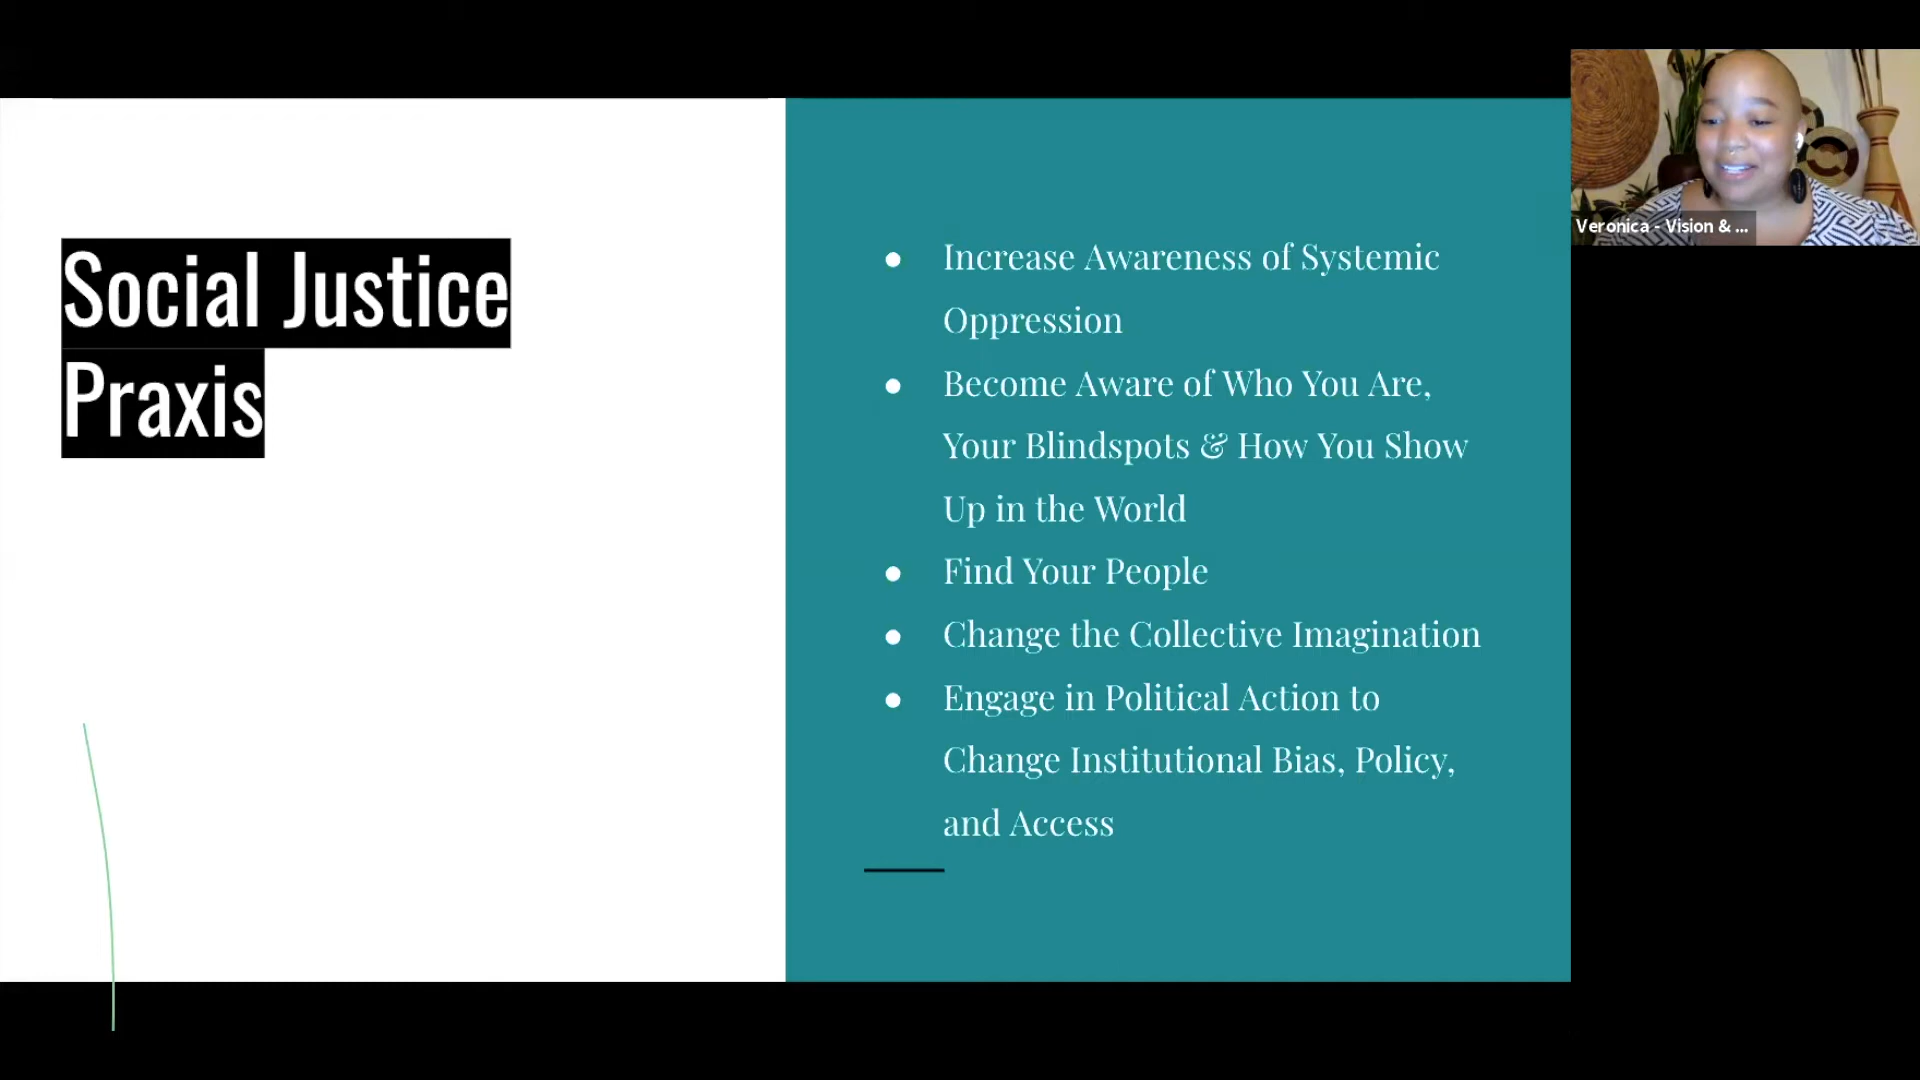 Social Justice
Praxis
● Increase Awareness of Systemic
Oppression
● Become Aware of Who You Are,
Your Blindspots & How You Show
Up in the World
● Find Your People
● Change the Collective Imagination
● Engage in Political Action to
Change Institutional Bias, Policy,
and Access
Veronica - Vision & ...